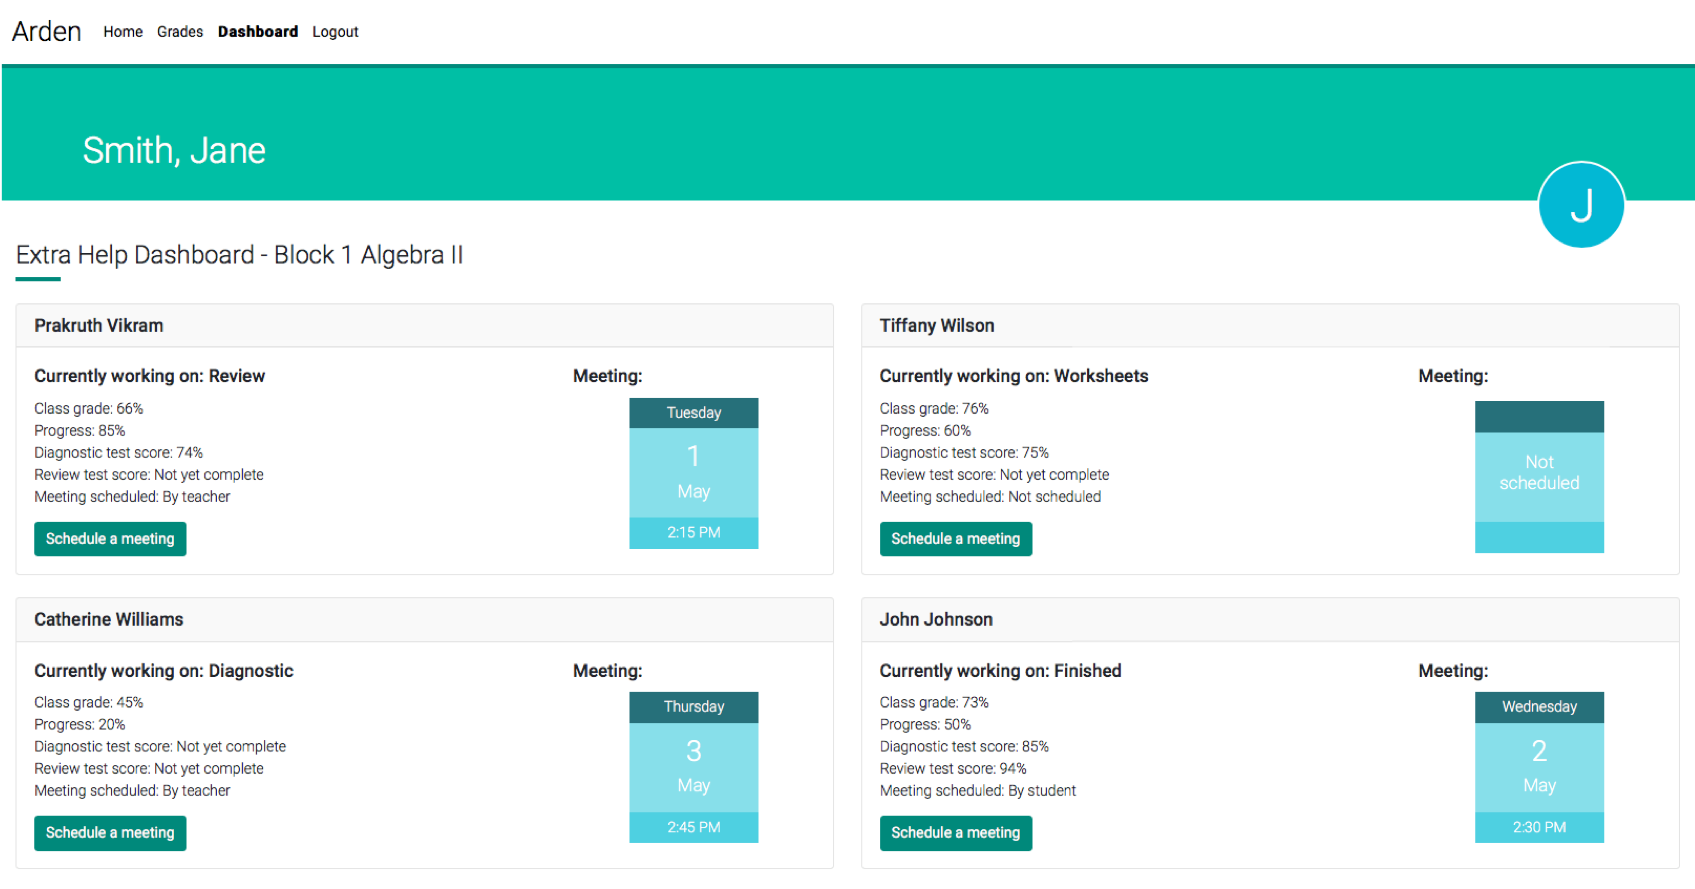 Arden Home Grades Dashboard Logout
Smith, Jane
J
Extra Help Dashboard - Block 1 Algebra II
Prakruth Vikram
Currently working on: Review
Class grade: 66%
Progress: 85%
Diagnostic test score: 74%
Review test score: Not yet complete
Meeting scheduled: By teacher
Schedule a meeting
Meeting:
Tuesday
1
May
2:15 PM
Tiffany Wilson
Currently working on: Worksheets
Class grade: 76%
Progress: 60%
Diagnostic test score: 75%
Review test score: Not yet complete
Meeting scheduled: Not scheduled
Schedule a meeting
Meeting:
Not
scheduled
Catherine Williams
Currently working on: Diagnostic
Class grade: 45%
Progress: 20%
Diagnostic test score: Not yet complete
Review test score: Not yet complete
Meeting scheduled: By teacher
Schedule a meeting
Meeting:
Thursday
3
May
2:45 PM
John Johnson
Currently working on: Finished
Class grade: 73%
Progress: 50%
Diagnostic test score: 85%
Review test score: 94%
Meeting scheduled: By student
Schedule a meeting
Meeting:
Wednesday
2
May
2:30 PM